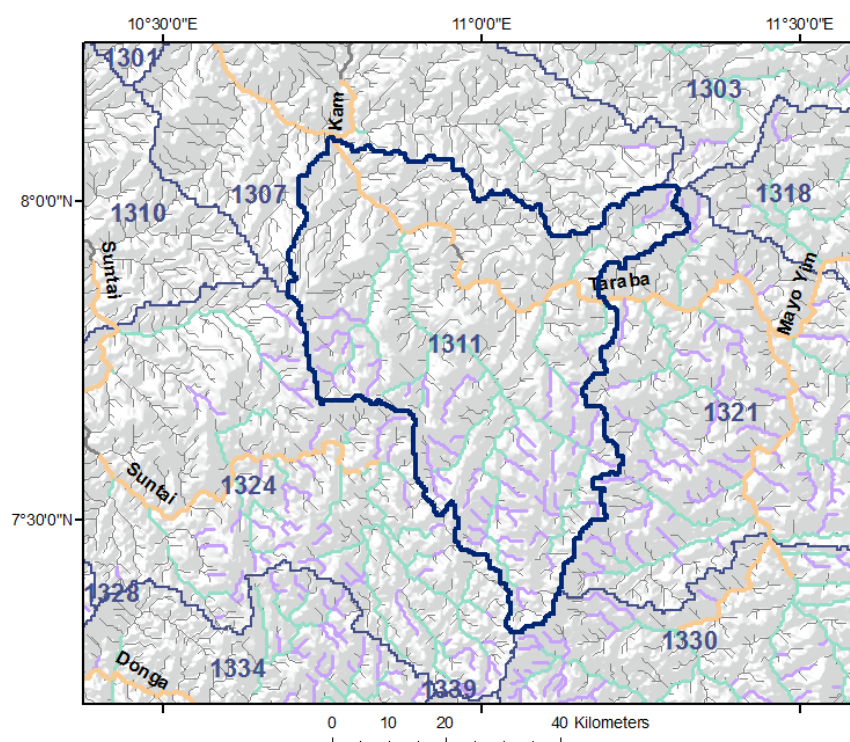 10°30'0"E 11°0'0"E 11°30'0"E
1301
1303
Kam
8°0'0"N
1307
1318
1310
Suntai
Taraba
Mayo Yim
1311
1321
1324
Suntai
7°30'0"N
1328
1330
1334
Donga
1339
0 10 20 40 Kilometers